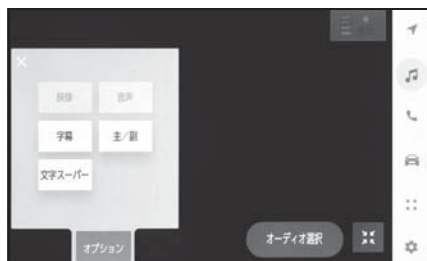 映像 音声
字幕 主／副
文字スーパー
オプション
オーディオ選択